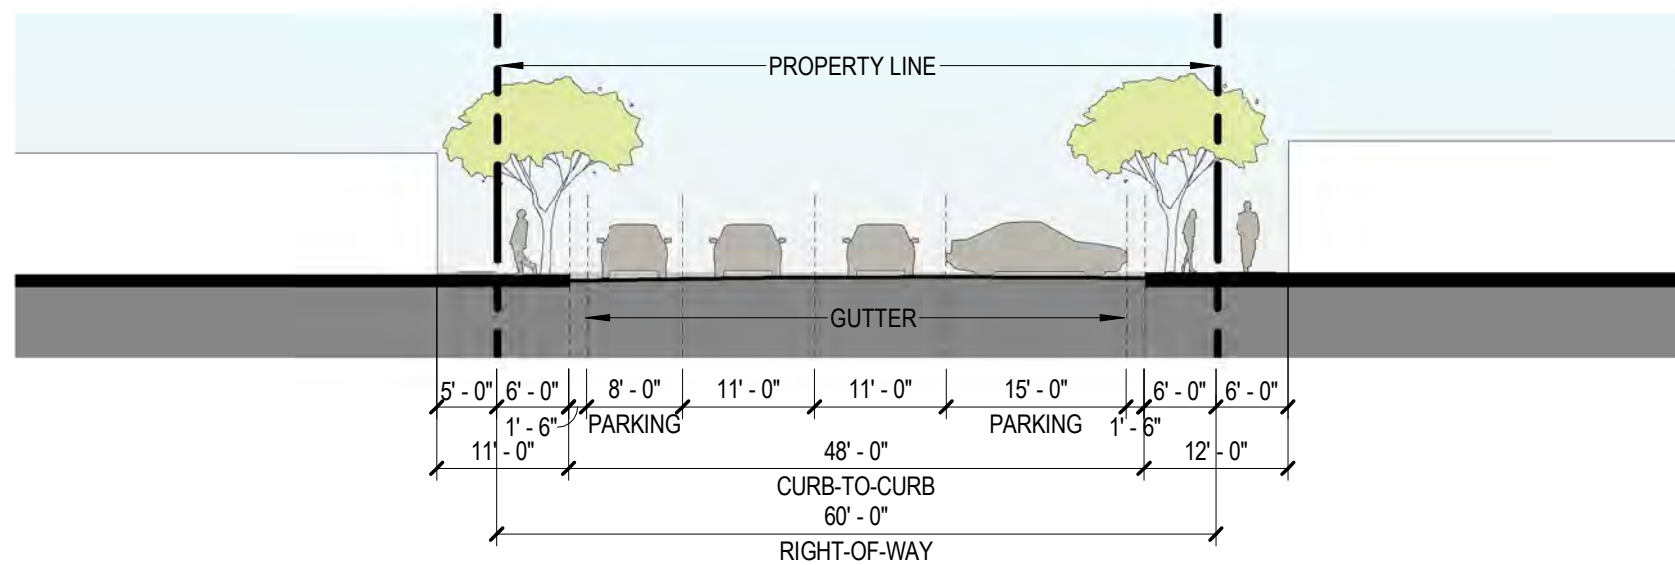 PROPERTY LINE
GUTTER
5' - 0" 6' - 0" 8' - 0" 11' - 0" 11' - 0" 15' - 0" 6' - 0" 6' - 0"
1' - 6" PARKING PARKING 1' - 6"
11' - 0" 48' - 0" 12' - 0"
CURB-TO-CURB
60' - 0"
RIGHT-OF-WAY